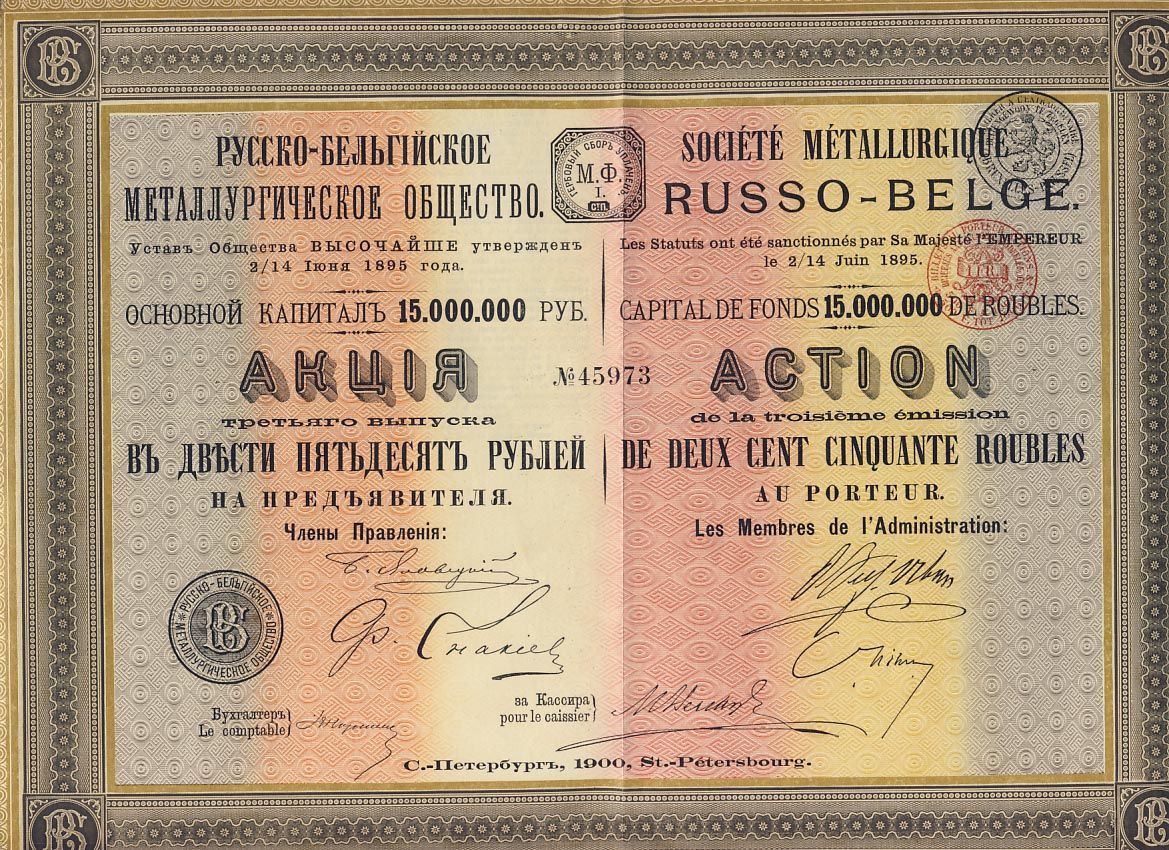 РУССКО-БЕЛЬГІЙСКОЕ
МЕТАЛЛУРГИЧЕСКОЕ ОБЩЕСТВО.
Уставъ Общества ВЫСОЧАЙШЕ утвержденъ
2/14 Іюня 1895 года.
ОСНОВНОЙ КАПИТАЛЪ 15.000.000 РУБ.
АКЦІЯ
третьяго выпуска
ВЪ ДВѢСТИ ПЯТЬДЕСЯТЪ РУБЛЕЙ
НА ПРЕДЪЯВИТЕЛЯ.
Члены Правленія:
ГЕРБОВЫЙ СБОРЪ УПЛАЧЕНЪ.
М.Ф.
I.
СП.
№45973
SOCIÉTÉ MÉTALLURGIQUE
RUSSO-BELGE.
Les Statuts ont été sanctionnés par Sa Majesté l'EMPEREUR
le 2/14 Juin 1895.
CAPITAL DE FONDS 15.000.000 DE ROUBLES.
ACTION
de la troisième émission
DE DEUX CENT CINQUANTE ROUBLES
AU PORTEUR.
Les Membres de l'Administration:
1 FR.
РУССКО-БЕЛЬГІЙСКОЕ
МЕТАЛЛУРГИЧЕСКОЕ ОБЩЕСТВО
Бухгалтеръ
Le comptable
за Кассира
pour le caissier
С.-Петербургъ, 1900, St.-Pétersbourg.